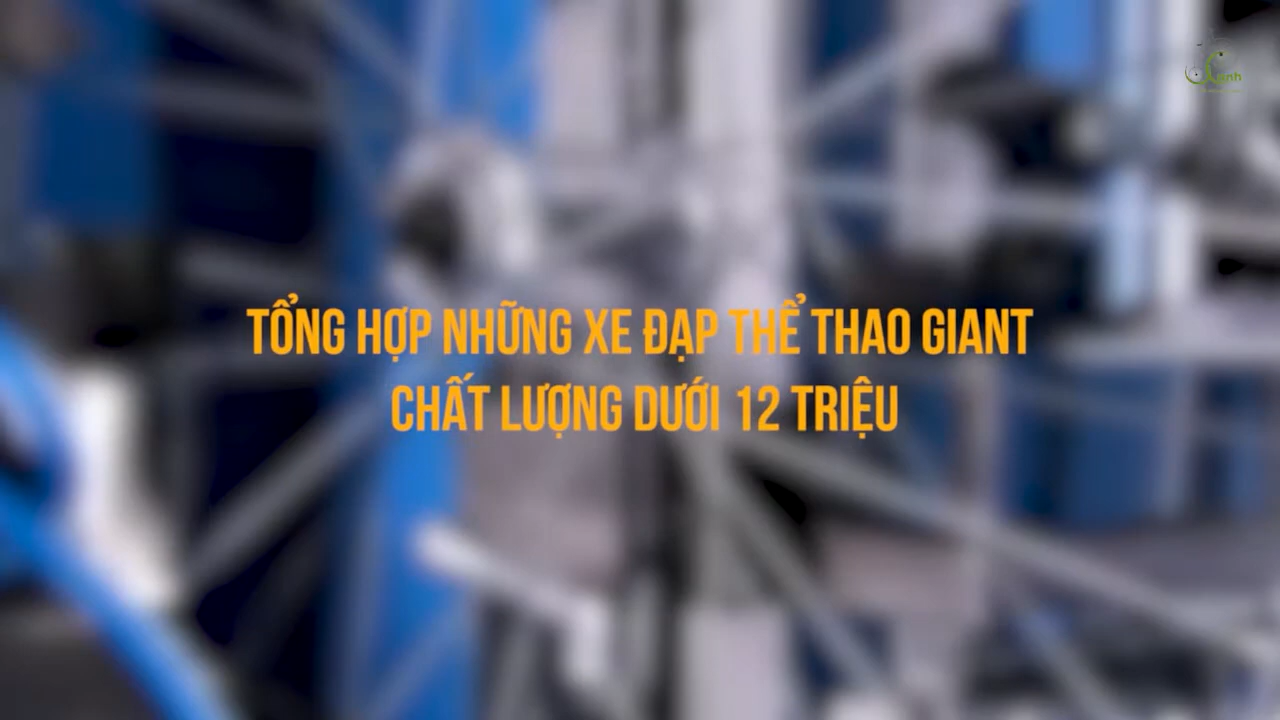 TỔNG HỢP NHỮNG XE ĐẠP THỂ THAO GIANT
CHẤT LƯỢNG DƯỚI 12 TRIỆU